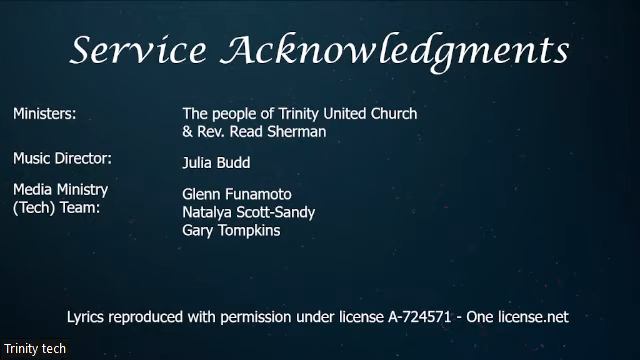 Service Acknowledgments
Ministers: The people of Trinity United Church
& Rev. Read Sherman
Music Director: Julia Budd
Media Ministry Glenn Funamoto
(Tech) Team: Natalya Scott-Sandy
Gary Tompkins
Lyrics reproduced with permission under license A-724571 - One license.net
Trinity tech